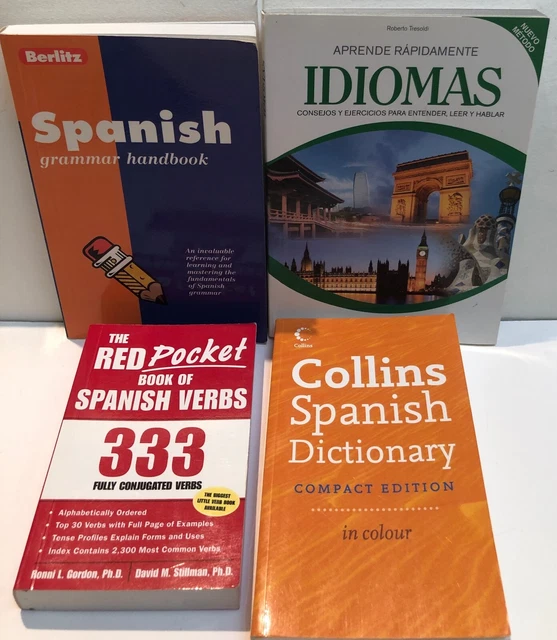 Berlitz
Spanish
grammar handbook
An invaluable
reference for
learning and
mastering the
fundamentals
of Spanish
grammar
Roberto Tresoldi
NUEVO
MÉTODO
APRENDE RÁPIDAMENTE
IDIOMAS
CONSEJOS Y EJERCICIOS PARA ENTENDER, LEER Y HABLAR
THE
RED Pocket
BOOK OF
SPANISH VERBS
333
FULLY CONJUGATED VERBS
THE BIGGEST
LITTLE VERB BOOK
AVAILABLE
• Alphabetically Ordered
• Top 30 Verbs with Full Page of Examples
• Tense Profiles Explain Forms and Uses
• Index Contains 2,300 Most Common Verbs
Ronni L. Gordon, Ph.D. David M. Stillman, Ph.D.
Collins
Collins
Spanish
Dictionary
COMPACT EDITION
in colour